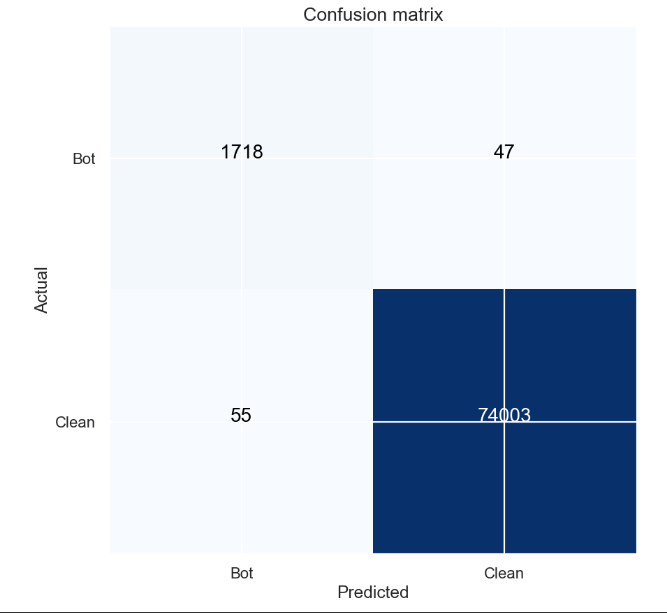 Confusion matrix
Bot
1718
47
Actual
Clean
55
74003
Bot
Clean
Predicted